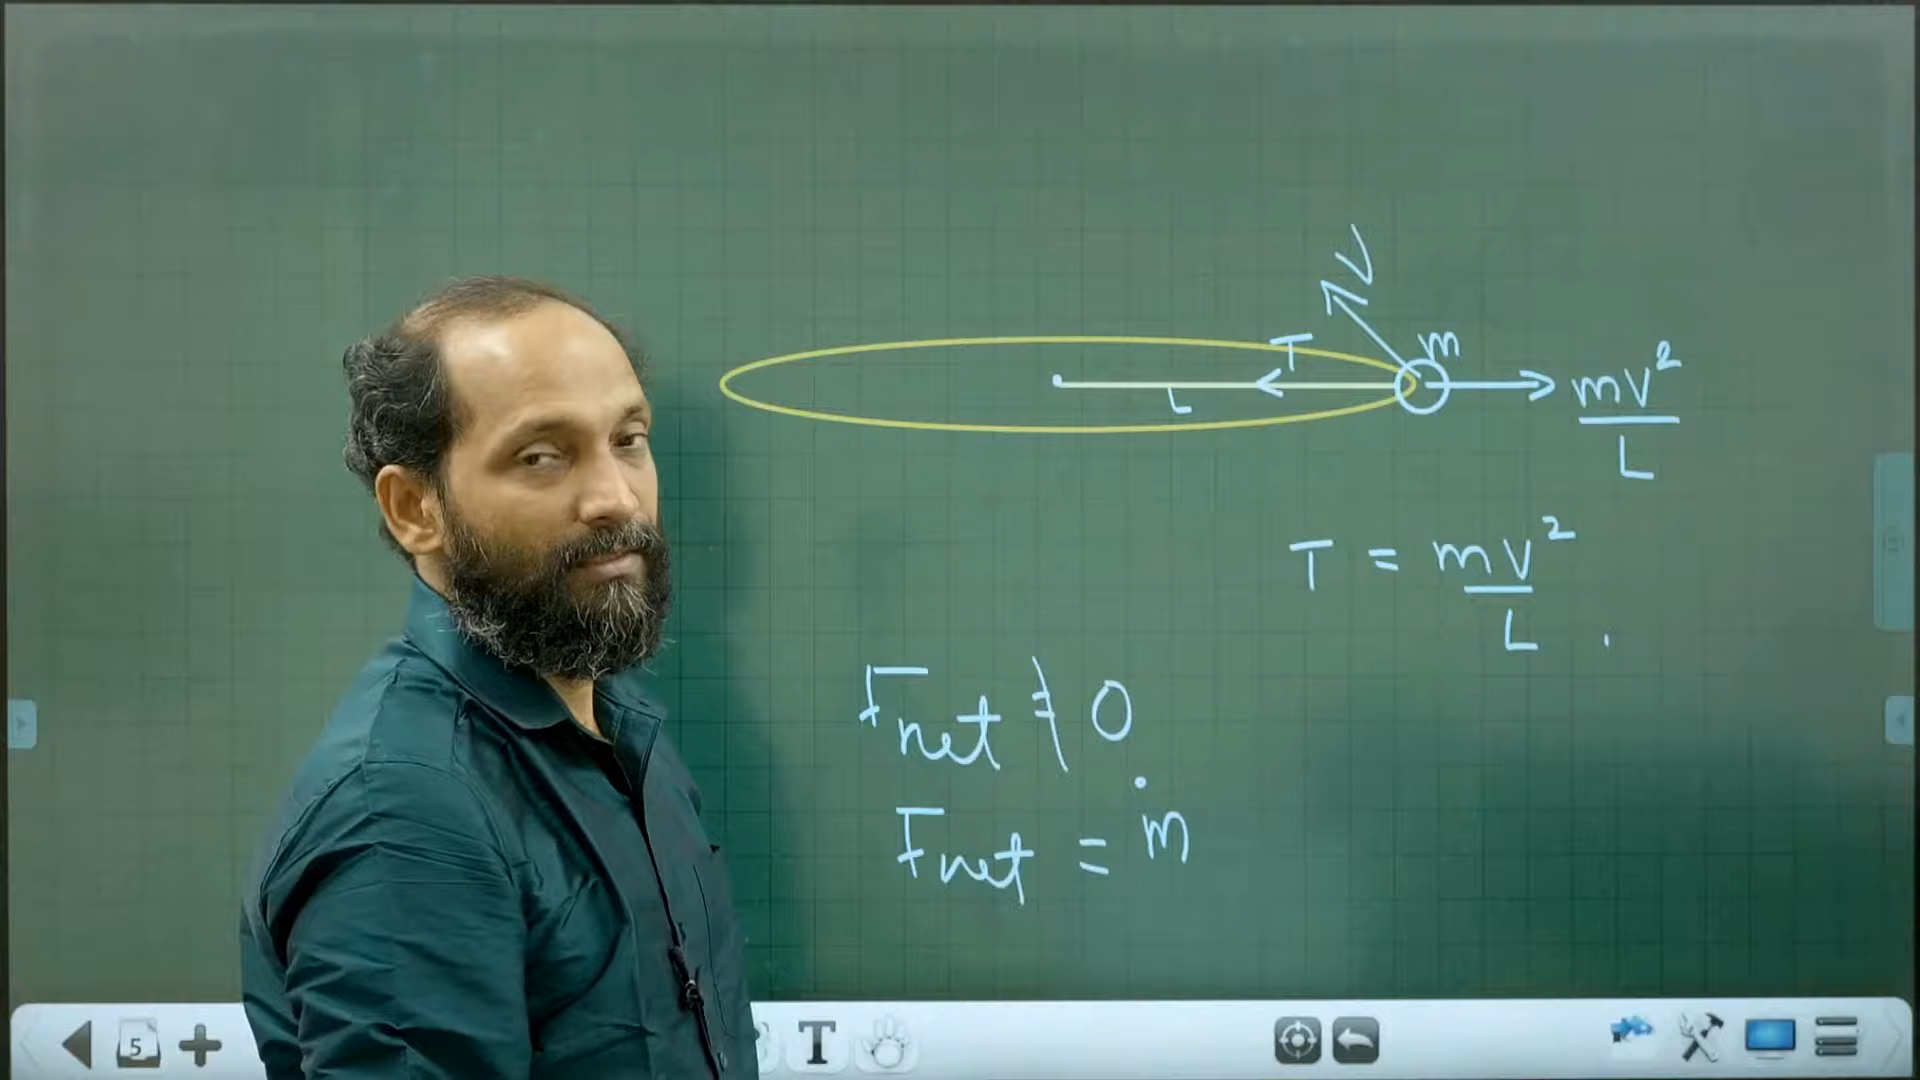 V
T
m
L
mv²
L
T = mv²
L .
Fnet ≠ 0
Fnet = m
5
T